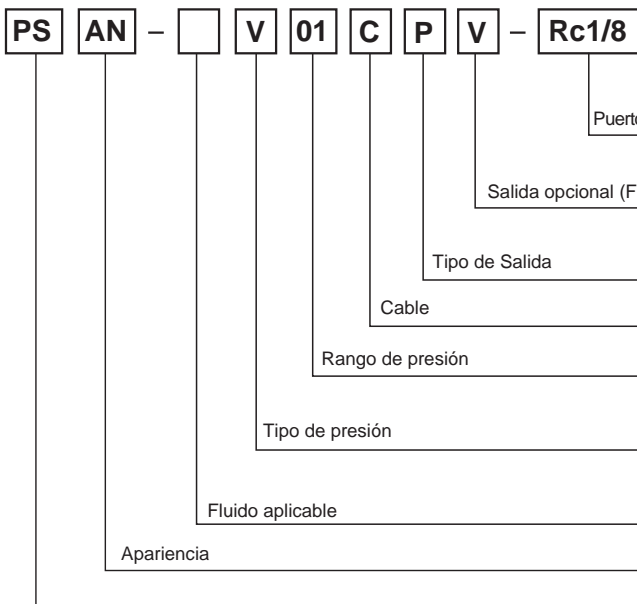 PS AN – V 01 C P V – Rc1/8
Puerto
Salida opcional (F
Tipo de Salida
Cable
Rango de presión
Tipo de presión
Fluido aplicable
Apariencia